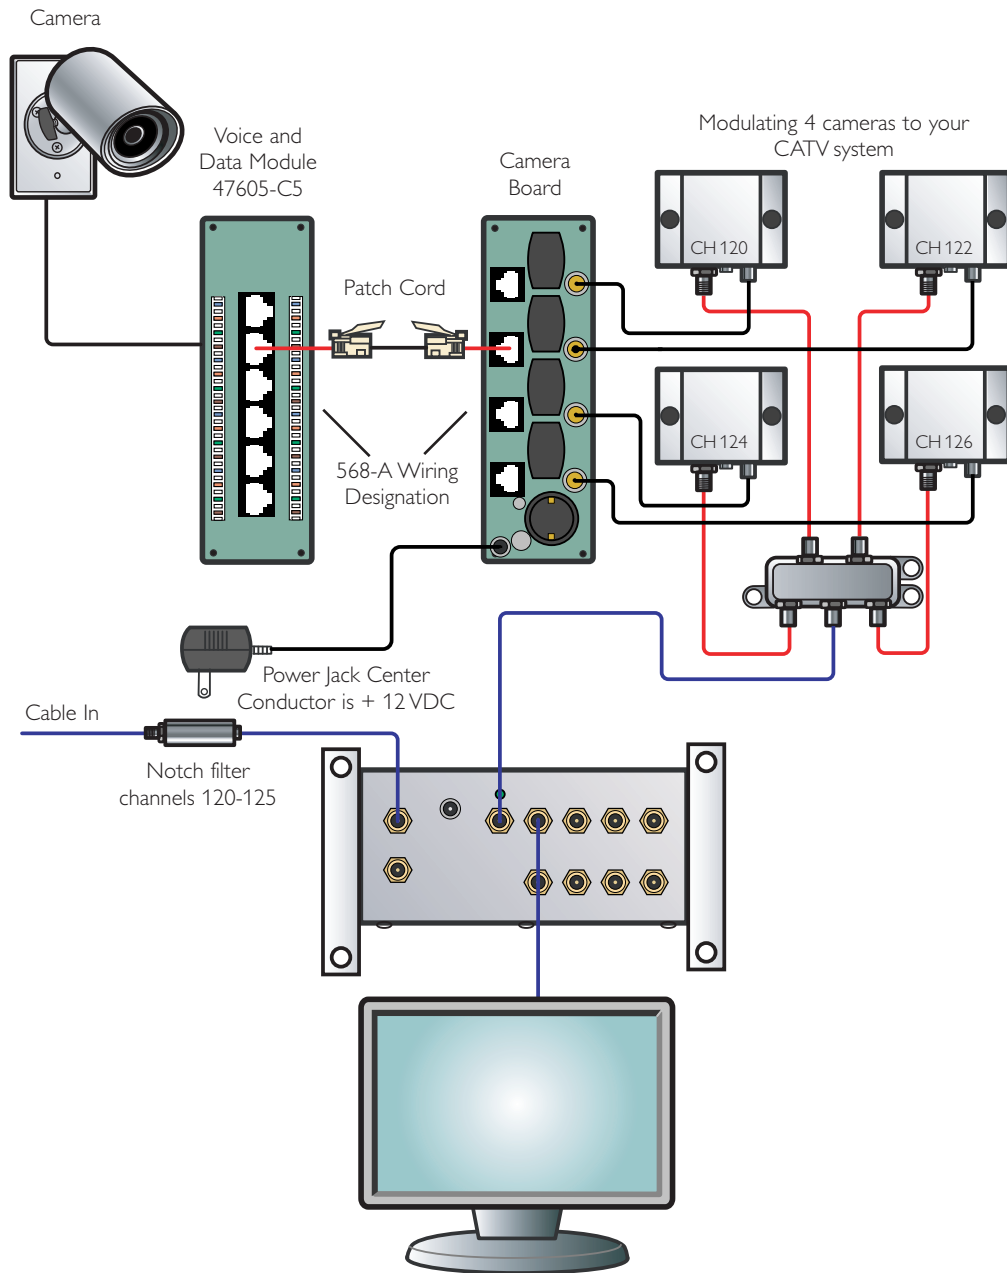 Camera
Voice and
Data Module
47605-C5
Camera
Board
Modulating 4 cameras to your
CATV system
CH 120
CH 122
Patch Cord
CH 124
CH 126
568-A Wiring
Designation
Power Jack Center
Conductor is + 12 VDC
Cable In
Notch filter
channels 120-125